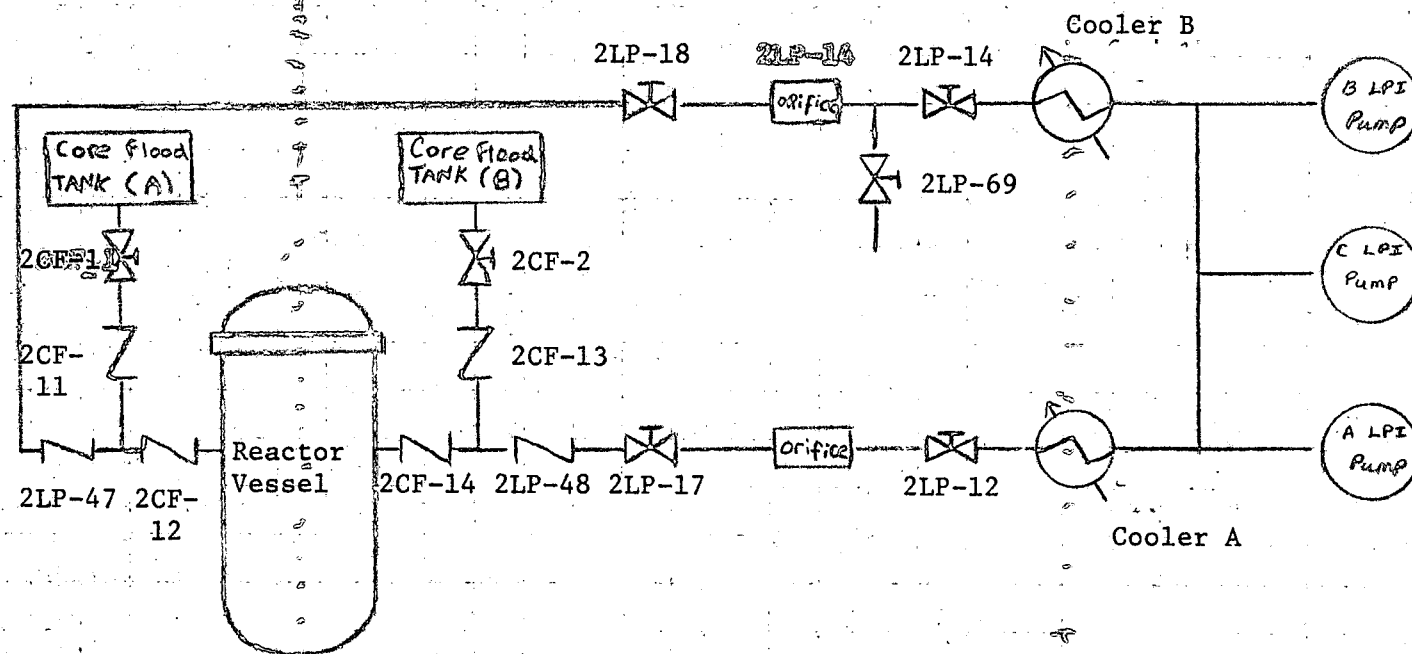 Cooler B
2LP-18
2LP-14
2LP-14
orifice
B LPI
Pump
Core Flood
TANK (A)
Core Flood
TANK (B)
2LP-69
2CF-2
C LPI
Pump
2CF-
11
2CF-13
Reactor
Vessel
orifice
A LPI
Pump
2LP-47
2CF-
12
2CF-14
2LP-48
2LP-17
2LP-12
Cooler A